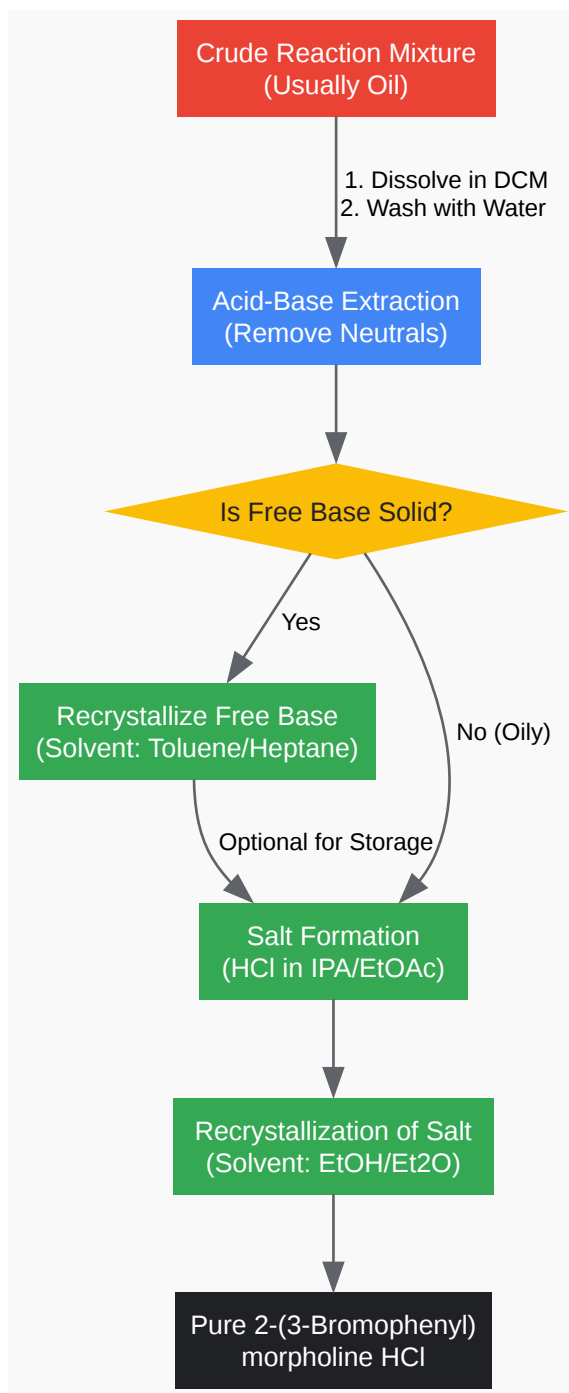 Crude Reaction Mixture
(Usually Oil)
1. Dissolve in DCM
2. Wash with Water
Acid-Base Extraction
(Remove Neutrals)
Is Free Base Solid?
Yes
Recrystallize Free Base
(Solvent: Toluene/Heptane)
No (Oily)
Optional for Storage
Salt Formation
(HCl in IPA/EtOAc)
Recrystallization of Salt
(Solvent: EtOH/Et2O)
Pure 2-(3-Bromophenyl)
morpholine HCl